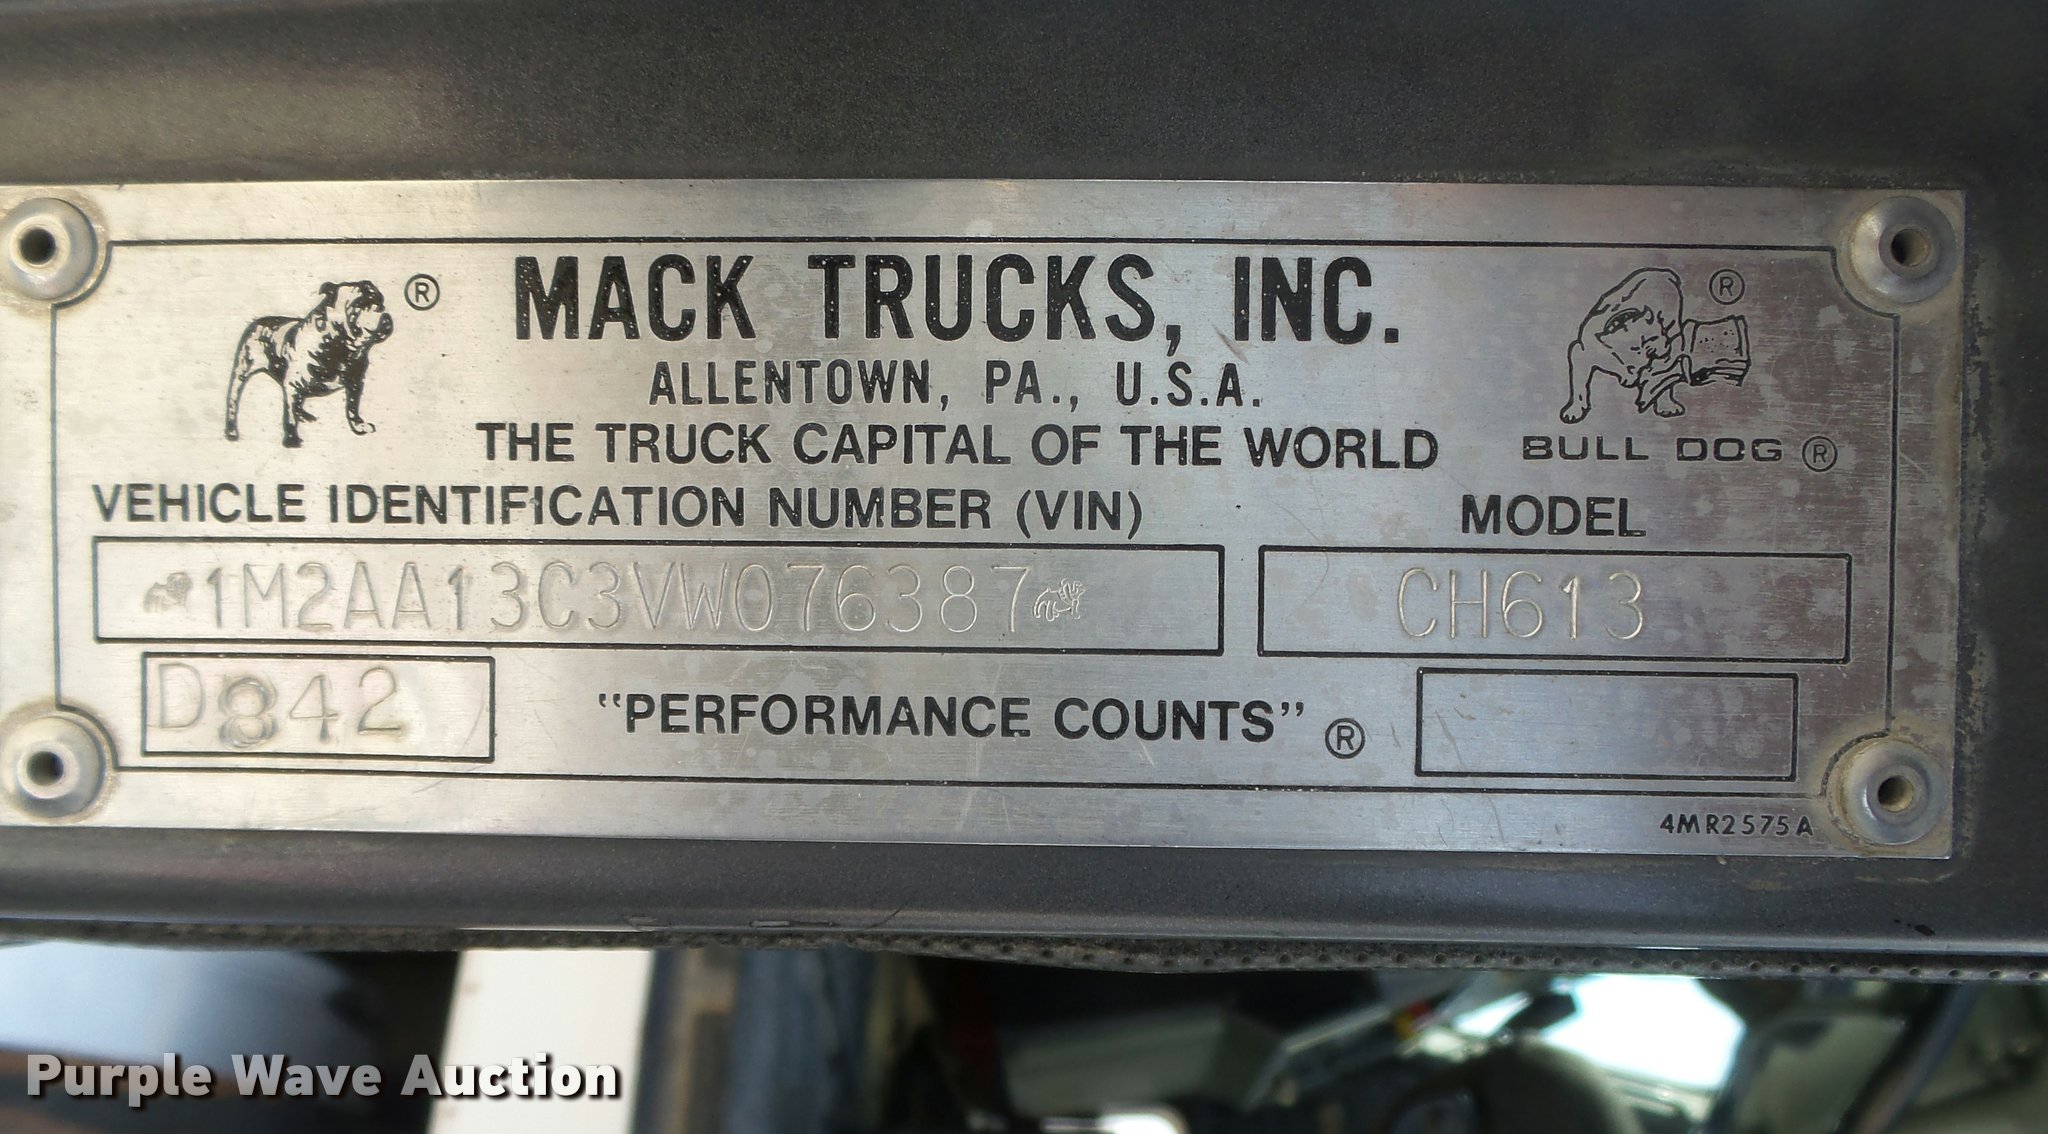 ® MACK TRUCKS, INC. ®
ALLENTOWN, PA., U.S.A.
THE TRUCK CAPITAL OF THE WORLD
BULL DOG ®
VEHICLE IDENTIFICATION NUMBER (VIN)
MODEL
1M2AA13C3VW076387
CH613
D842
"PERFORMANCE COUNTS" ®
4MR2575A
Purple Wave Auction